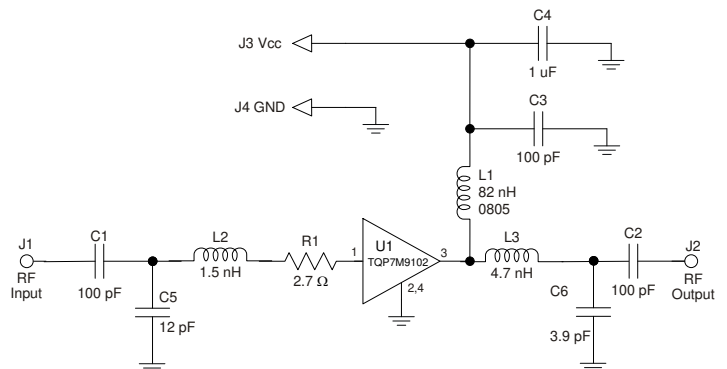 C4
J3 Vcc
1 uF
J4 GND
C3
100 pF
L1
82 nH
0805
J1
C1
L2
R1
1
U1
TQP7M9102
3
L3
C2
J2
RF
Input
100 pF
1.5 nH
2.7 Ω
2,4
4.7 nH
100 pF
RF
Output
C5
12 pF
C6
3.9 pF